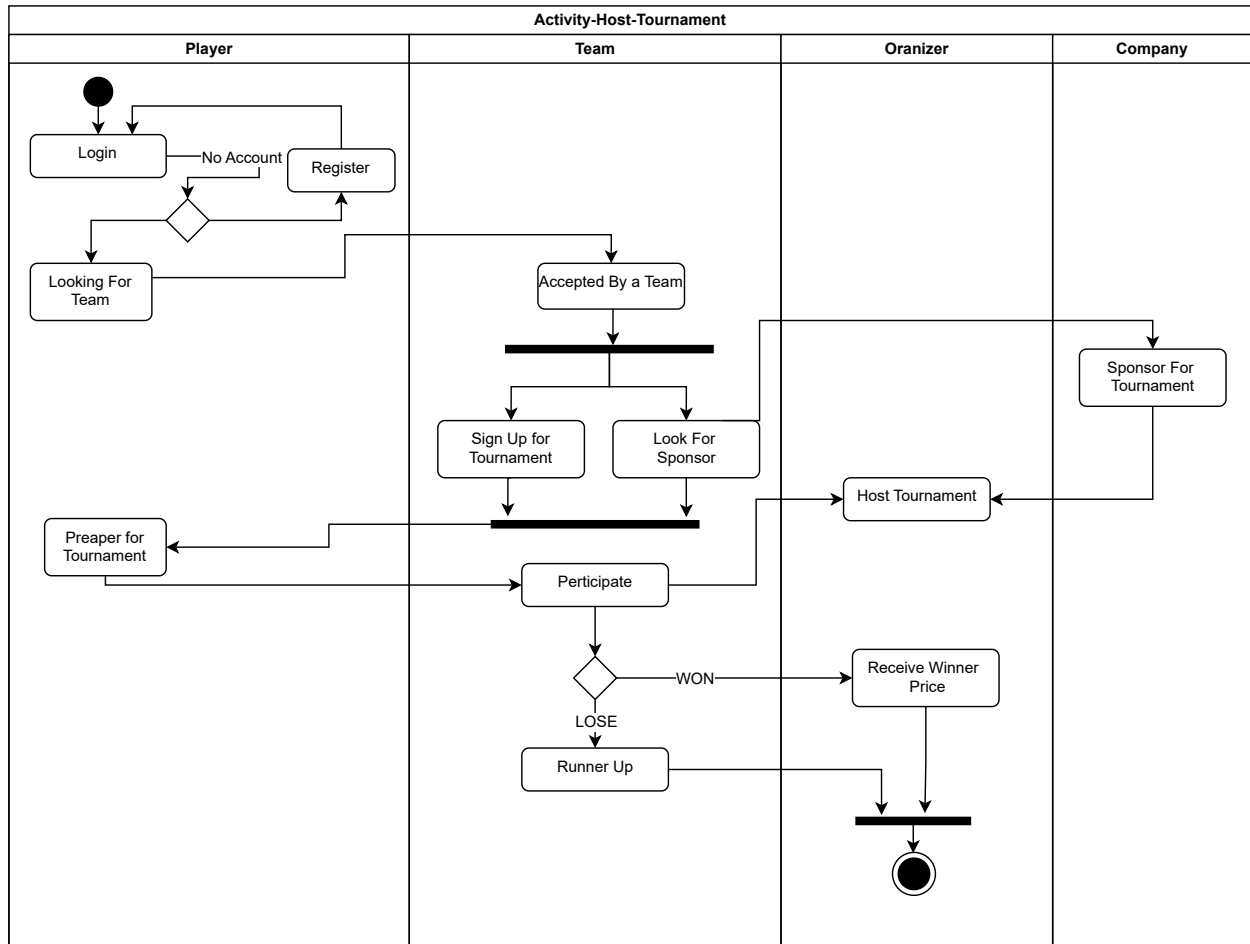 Activity-Host-Tournament
Player
Team
Oranizer
Company
Login
No Account
Register
Looking For
Team
Accepted By a Team
Sponsor For
Tournament
Sign Up for
Tournament
Look For
Sponsor
Host Tournament
Preaper for
Tournament
Perticipate
Receive Winner
Price
WON
LOSE
Runner Up